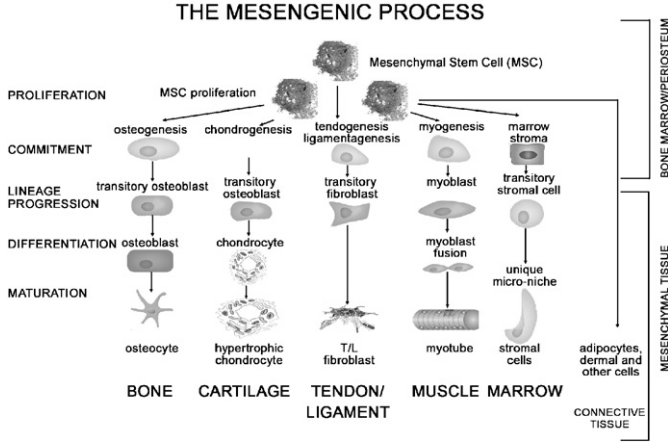 THE MESENGENIC PROCESS
Mesenchymal Stem Cell (MSC)
PROLIFERATION
MSC proliferation
osteogenesis
chondrogenesis
tendogenesis
ligamentagenesis
myogenesis
marrow
stroma
COMMITMENT
LINEAGE
PROGRESSION
transitory osteoblast
transitory
osteoblast
transitory
fibroblast
myoblast
transitory
stromal cell
DIFFERENTIATION
osteoblast
chondrocyte
myoblast
fusion
unique
micro-niche
MATURATION
osteocyte
hypertrophic
chondrocyte
T/L
fibroblast
myotube
stromal
cells
adipocytes,
dermal and
other cells
BONE
CARTILAGE
TENDON/
LIGAMENT
MUSCLE
MARROW
CONNECTIVE
TISSUE
BONE MARROW/PERIOSTEUM
MESENCHYMAL TISSUE